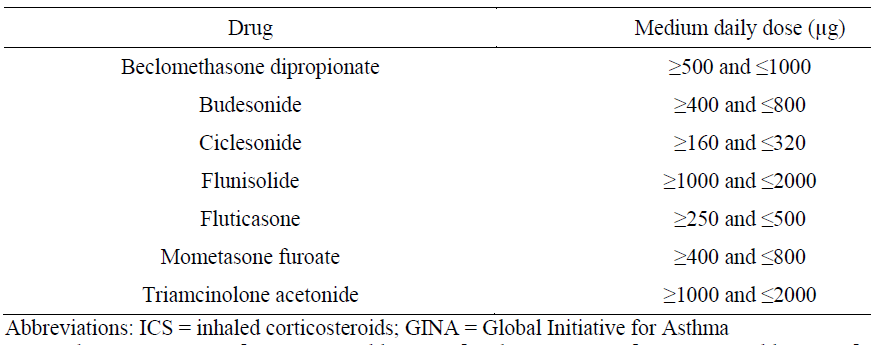 Drug Medium daily dose (µg)
Beclomethasone dipropionate ≥500 and ≤1000
Budesonide ≥400 and ≤800
Ciclesonide ≥160 and ≤320
Flunisolide ≥1000 and ≤2000
Fluticasone ≥250 and ≤500
Mometasone furoate ≥400 and ≤800
Triamcinolone acetonide ≥1000 and ≤2000
Abbreviations: ICS = inhaled corticosteroids; GINA = Global Initiative for Asthma